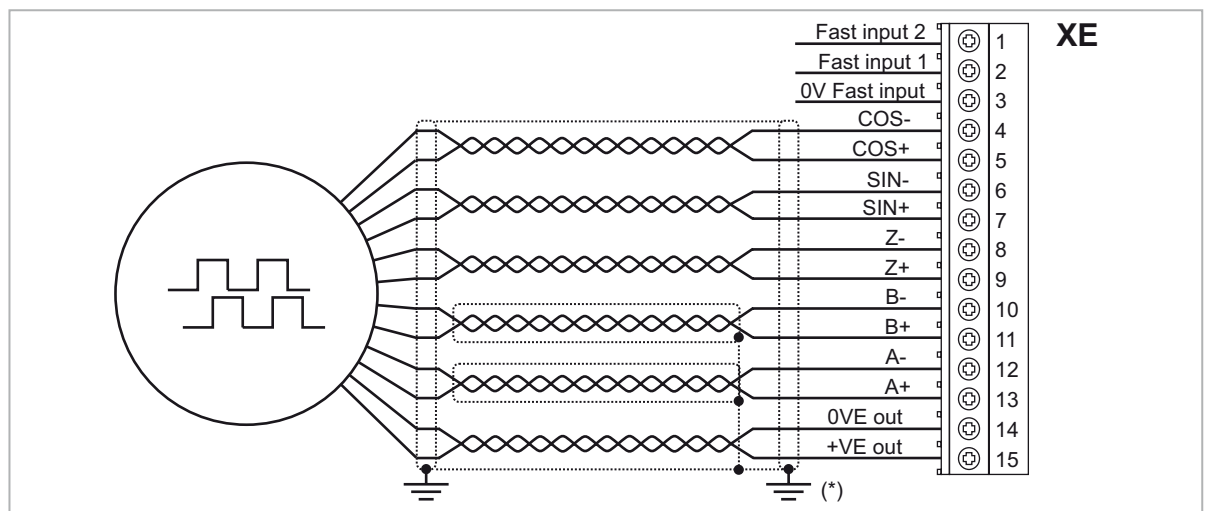 XE
Fast input 2 1
Fast input 1 2
0V Fast input 3
COS- 4
COS+ 5
SIN- 6
SIN+ 7
Z- 8
Z+ 9
B- 10
B+ 11
A- 12
A+ 13
0VE out 14
+VE out 15
(*)